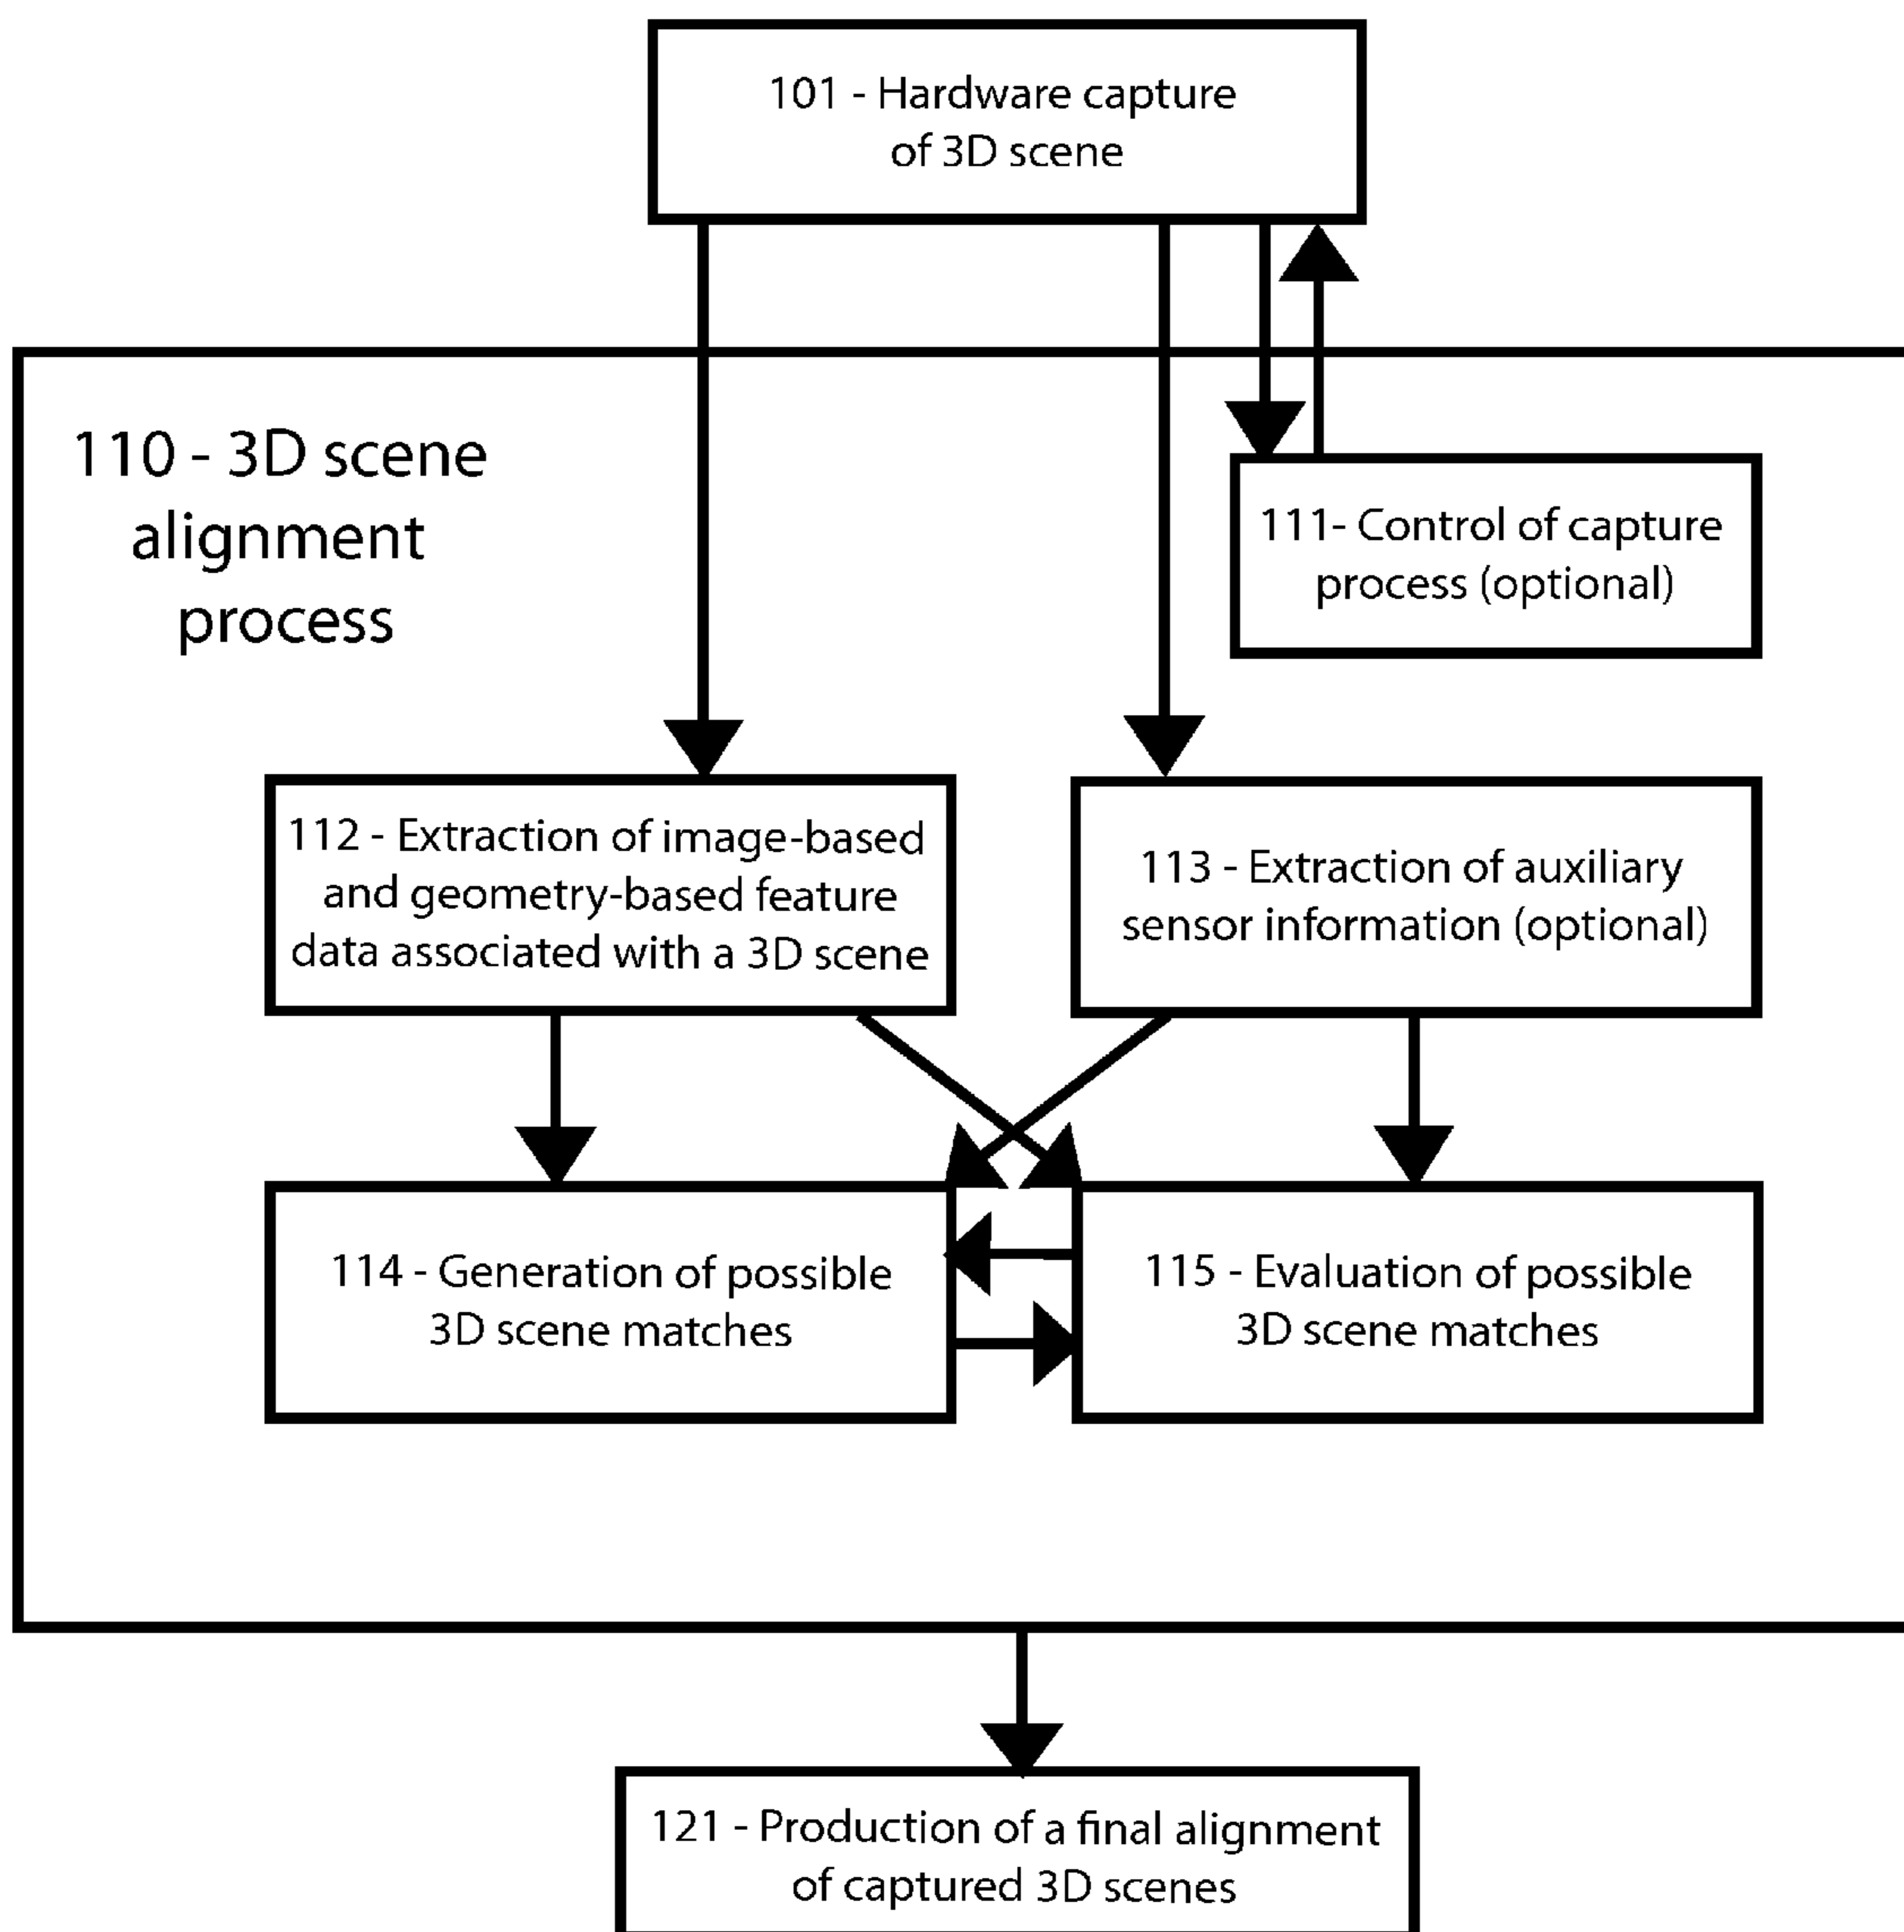 101 - Hardware capture
of 3D scene
110 - 3D scene
alignment
process
111- Control of capture
process (optional)
112 - Extraction of image-based
and geometry-based feature
data associated with a 3D scene
113 - Extraction of auxiliary
sensor information (optional)
114 - Generation of possible
3D scene matches
115 - Evaluation of possible
3D scene matches
121 - Production of a final alignment
of captured 3D scenes